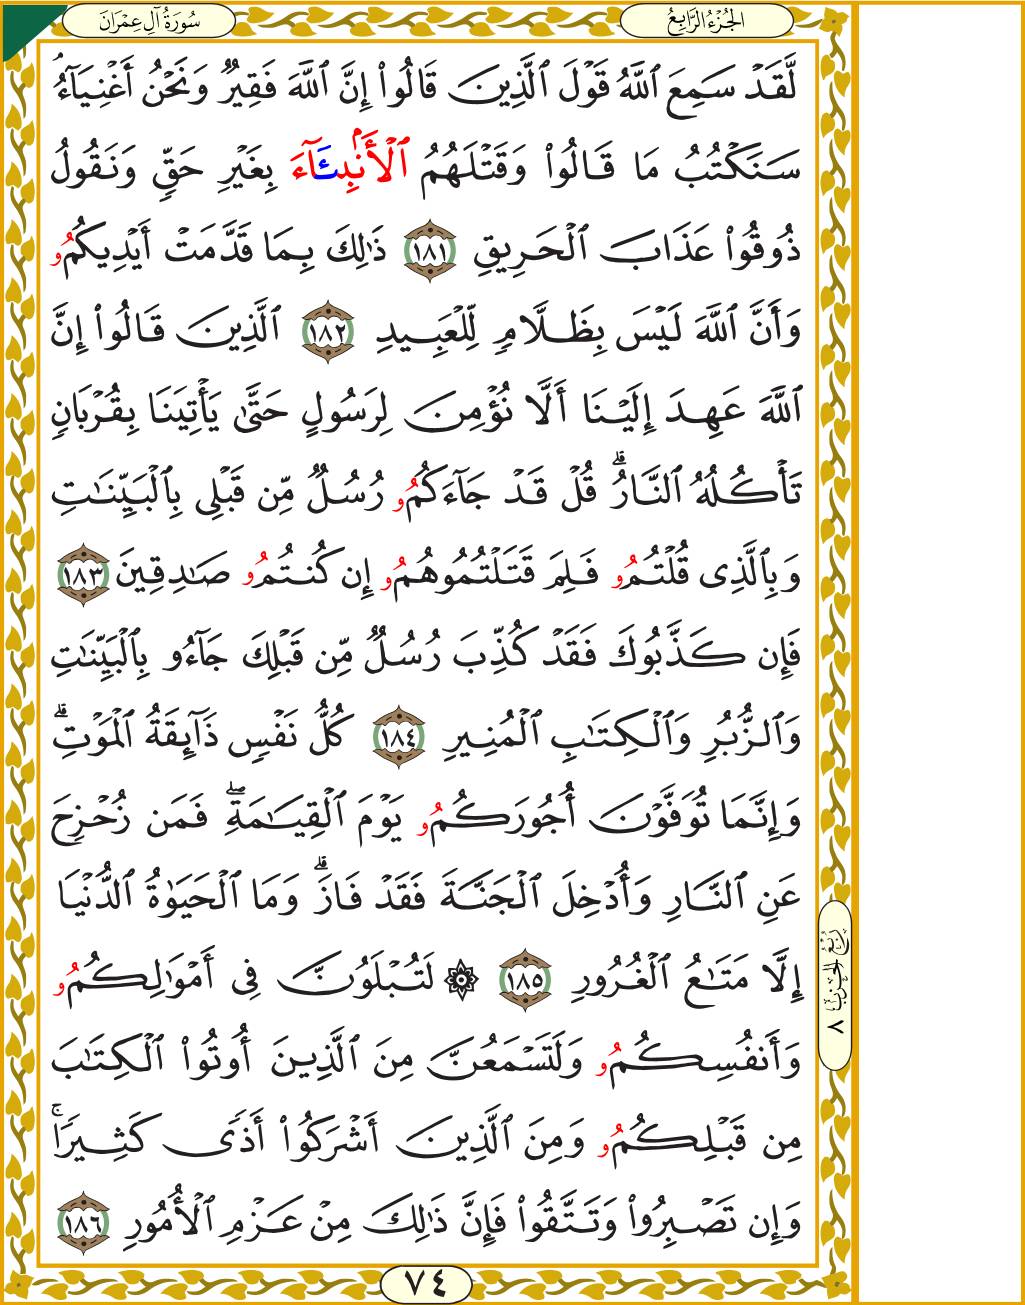 سُورَةُ آلِ عِمْرَانَ
الجُزْءُ الرَّابِعُ
لَّقَدْ سَمِعَ ٱللَّهُ قَوْلَ ٱلَّذِينَ قَالُوا۟ إِنَّ ٱللَّهَ فَقِيرٌ وَنَحْنُ أَغْنِيَآءُۘ
سَنَكْتُبُ مَا قَالُوا۟ وَقَتْلَهُمُ ٱلْأَنۢبِئَآءَ بِغَيْرِ حَقٍّ وَنَقُولُ
ذُوقُوا۟ عَذَابَ ٱلْحَرِيقِ ١٨١ ذَٰلِكَ بِمَا قَدَّمَتْ أَيْدِيكُمُۥ
وَأَنَّ ٱللَّهَ لَيْسَ بِظَلَّامٍ لِّلْعَبِيدِ ١٨٢ ٱلَّذِينَ قَالُوا۟ إِنَّ
ٱللَّهَ عَهِدَ إِلَيْنَا أَلَّا نُؤْمِنَ لِرَسُولٍ حَتَّىٰ يَأْتِيَنَا بِقُرْبَانٍ
تَأْكُلُهُ ٱلنَّارُۗ قُلْ قَدْ جَآءَكُمُۥ رُسُلٌ مِّن قَبْلِى بِٱلْبَيِّنَٰتِ
وَبِٱلَّذِى قُلْتُمُۥ فَلِمَ قَتَلْتُمُوهُمُۥ إِن كُنتُمُۥ صَٰدِقِينَ ١٨٣
فَإِن كَذَّبُوكَ فَقَدْ كُذِّبَ رُسُلٌ مِّن قَبْلِكَ جَآءُو بِٱلْبَيِّنَٰتِ
وَٱلزُّبُرِ وَٱلْكِتَٰبِ ٱلْمُنِيرِ ١٨٤ كُلُّ نَفْسٍ ذَآئِقَةُ ٱلْمَوْتِۗ
وَإِنَّمَا تُوَفَّوْنَ أُجُورَكُمُۥ يَوْمَ ٱلْقِيَٰمَةِۖ فَمَن زُحْزِحَ
عَنِ ٱلنَّارِ وَأُدْخِلَ ٱلْجَنَّةَ فَقَدْ فَازَۗ وَمَا ٱلْحَيَوٰةُ ٱلدُّنْيَا
إِلَّا مَتَٰعُ ٱلْغُرُورِ ١٨٥ ۞ لَتُبْلَوُنَّ فِى أَمْوَٰلِكُمُۥ
وَأَنفُسِكُمُۥ وَلَتَسْمَعُنَّ مِنَ ٱلَّذِينَ أُوتُوا۟ ٱلْكِتَٰبَ
مِن قَبْلِكُمُۥ وَمِنَ ٱلَّذِينَ أَشْرَكُوا۟ أَذًى كَثِيرًاۚ
وَإِن تَصْبِرُوا۟ وَتَتَّقُوا۟ فَإِنَّ ذَٰلِكَ مِنْ عَزْمِ ٱلْأُمُورِ ١٨٦
رُبْعُ الحِزْبِ ٨
٧٤